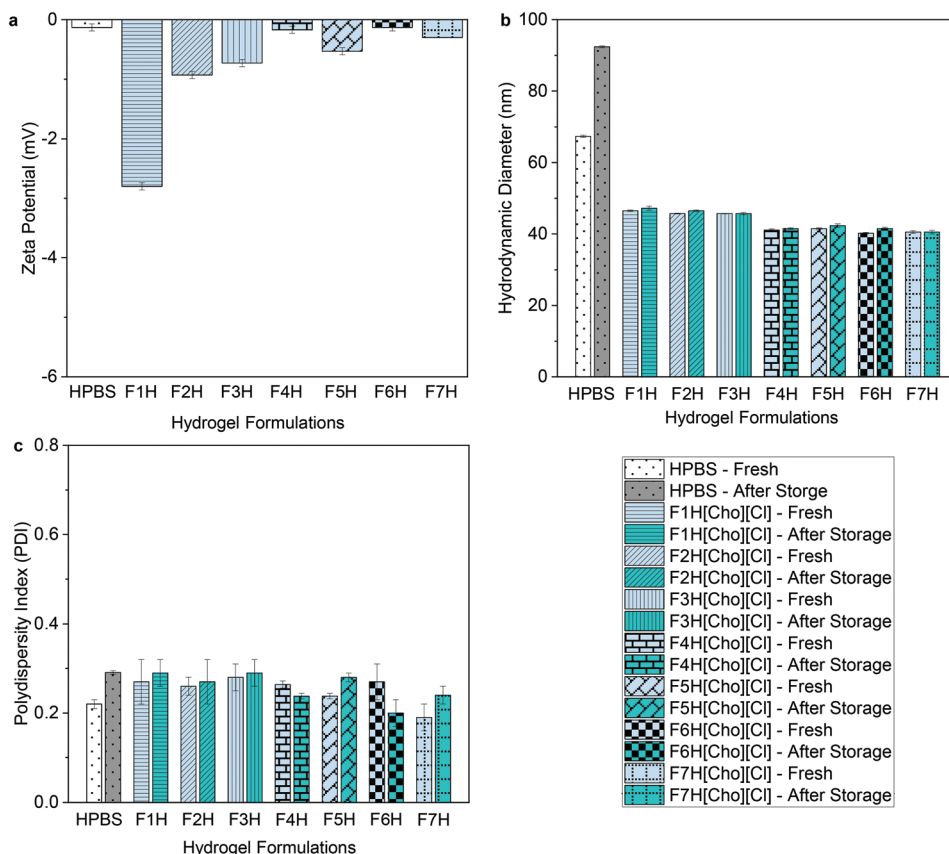 a
0
-2
-4
-6
Zeta Potential (mV)
HPBS F1H F2H F3H F4H F5H F6H F7H
Hydrogel Formulations
b
100
80
60
40
20
0
Hydrodynamic Diameter (nm)
HPBS F1H F2H F3H F4H F5H F6H F7H
Hydrogel Formulations
c
0.8
0.6
0.4
0.2
0.0
Polydispersity Index (PDI)
HPBS F1H F2H F3H F4H F5H F6H F7H
Hydrogel Formulations
HPBS - Fresh
HPBS - After Storge
F1H[Cho][Cl] - Fresh
F1H[Cho][Cl] - After Storage
F2H[Cho][Cl] - Fresh
F2H[Cho][Cl] - After Storage
F3H[Cho][Cl] - Fresh
F3H[Cho][Cl] - After Storage
F4H[Cho][Cl] - Fresh
F4H[Cho][Cl] - After Storage
F5H[Cho][Cl] - Fresh
F5H[Cho][Cl] - After Storage
F6H[Cho][Cl] - Fresh
F6H[Cho][Cl] - After Storage
F7H[Cho][Cl] - Fresh
F7H[Cho][Cl] - After Storage